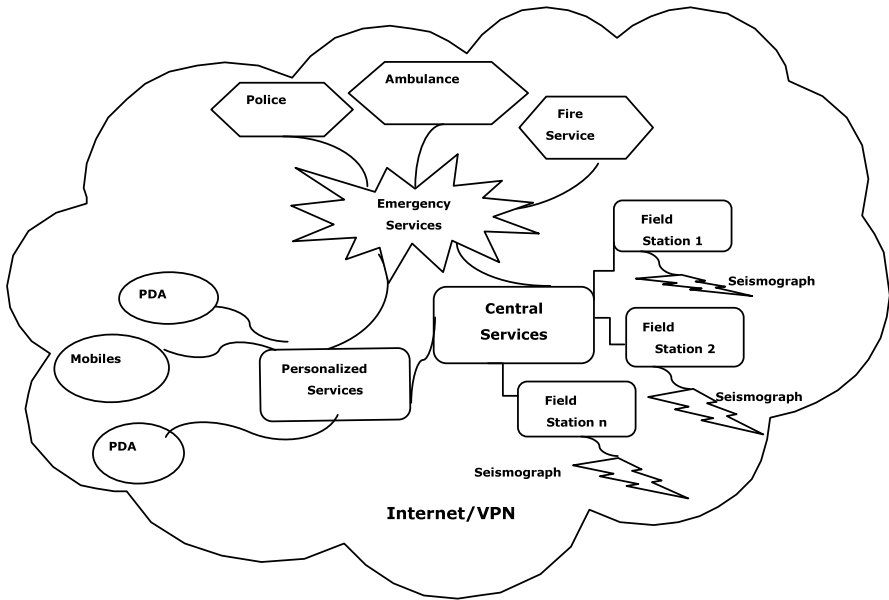 Police
Ambulance
Fire
Service
Emergency
Services
Field
Station 1
Seismograph
PDA
Central
Services
Field
Station 2
Mobiles
Personalized
Services
Seismograph
Field
Station n
PDA
Seismograph
Internet/VPN